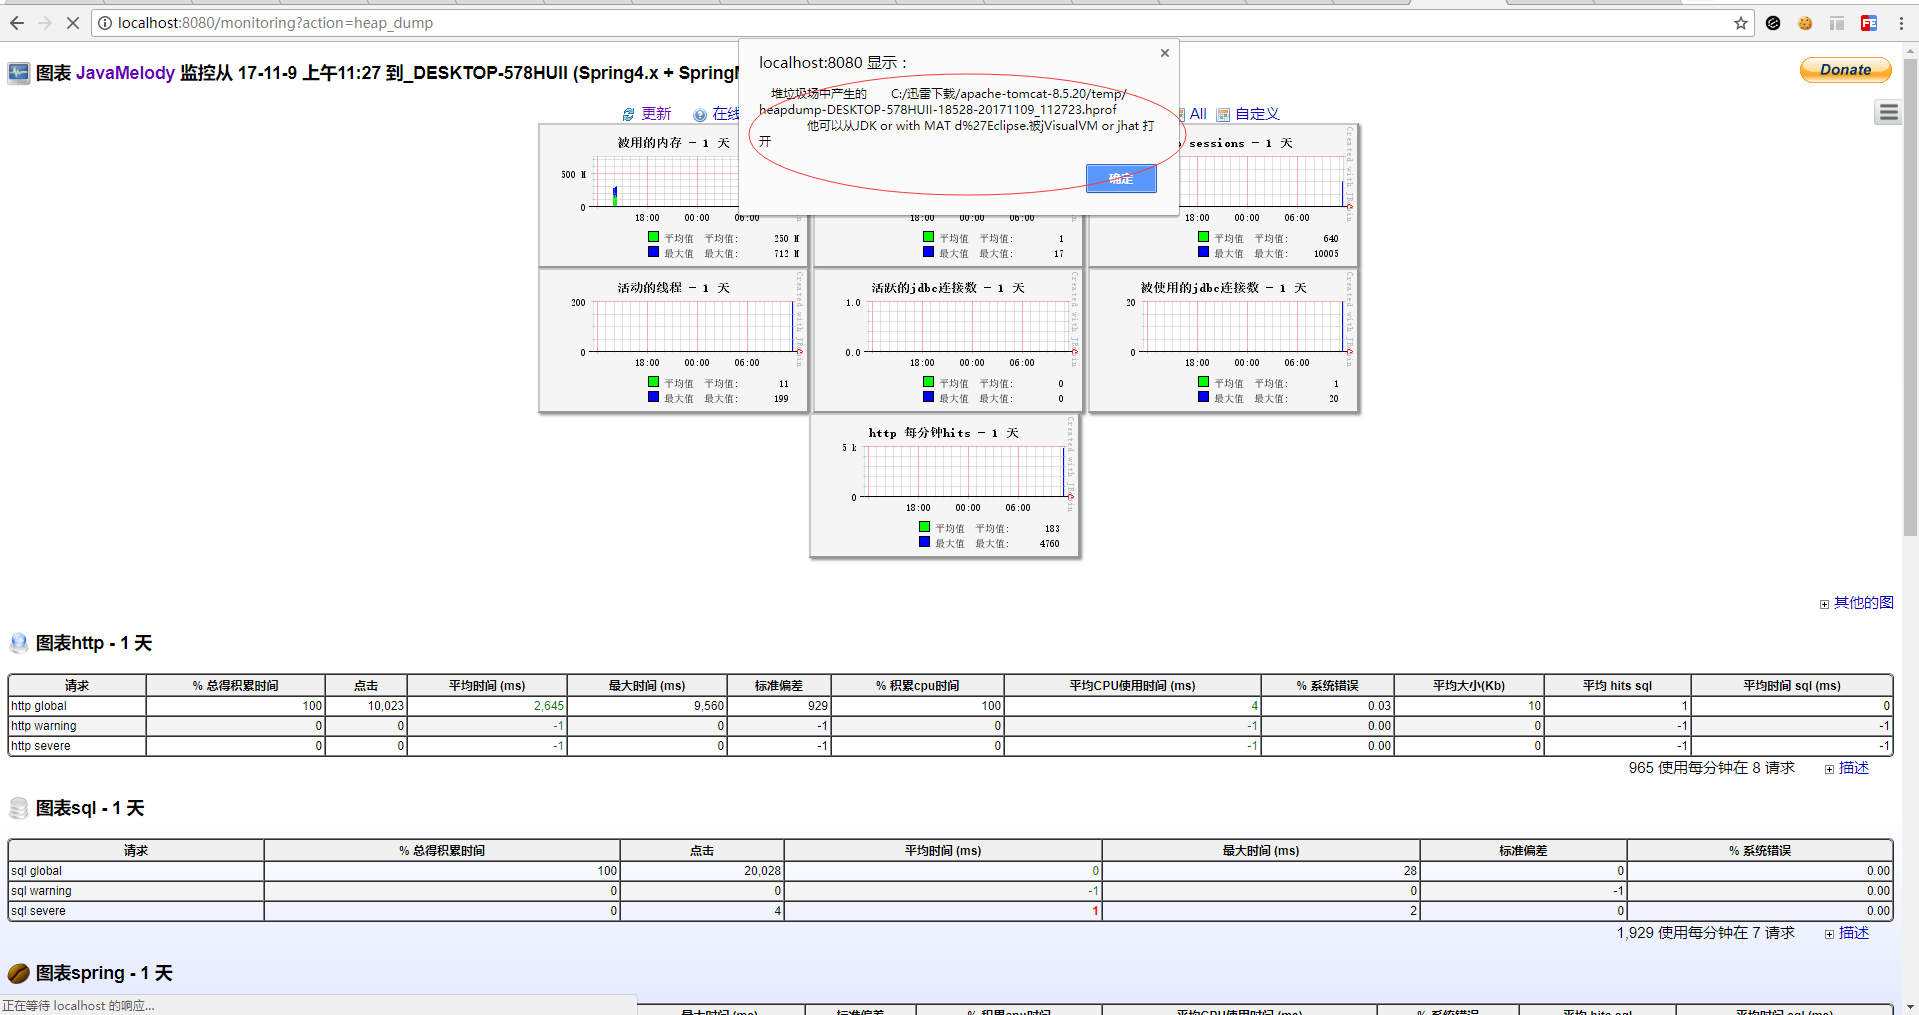 localhost:8080/monitoring?action=heap_dump
localhost:8080 显示：
堆垃圾场中产生的 C:/迅雷下载/apache-tomcat-8.5.20/temp/
heapdump-DESKTOP-578HUII-18528-20171109_112723.hprof
他可以从JDK or with MAT d%27Eclipse.被jVisualVM or jhat 打
开
确定
图表 JavaMelody 监控从 17-11-9 上午11:27 到_DESKTOP-578HUII (Spring4.x + Spring
Donate
更新 在线 All 自定义
被用的内存 - 1 天
500 M
0
18:00 00:00 06:00
平均值 平均值: 250 M
最大值 最大值: 712 M
18:00 00:00 06:00
平均值 平均值: 1
最大值 最大值: 17
sessions - 1 天
18:00 00:00 06:00
平均值 平均值: 640
最大值 最大值: 10005
Created with JRobin
活动的线程 - 1 天
200
0
18:00 00:00 06:00
平均值 平均值: 11
最大值 最大值: 199
Created with JRobin
活跃的jdbc连接数 - 1 天
1.0
0.0
18:00 00:00 06:00
平均值 平均值: 0
最大值 最大值: 0
Created with JRobin
被使用的jdbc连接数 - 1 天
20
0
18:00 00:00 06:00
平均值 平均值: 1
最大值 最大值: 20
Created with JRobin
http 每分钟hits - 1 天
5 k
0
18:00 00:00 06:00
平均值 平均值: 183
最大值 最大值: 4760
Created with JRobin
其他的图
图表http - 1 天
请求 % 总得积累时间 点击 平均时间 (ms) 最大时间 (ms) 标准偏差 % 积累cpu时间 平均CPU使用时间 (ms) % 系统错误 平均大小(Kb) 平均 hits sql 平均时间 sql (ms)
http global 100 10,023 2,645 9,560 929 100 4 0.03 10 1 0
http warning 0 0 -1 0 -1 0 -1 0.00 0 -1 -1
http severe 0 0 -1 0 -1 0 -1 0.00 0 -1 -1
965 使用每分钟在 8 请求 描述
图表sql - 1 天
请求 % 总得积累时间 点击 平均时间 (ms) 最大时间 (ms) 标准偏差 % 系统错误
sql global 100 20,028 0 28 0 0.00
sql warning 0 0 -1 0 -1 0.00
sql severe 0 4 1 2 0 0.00
1,929 使用每分钟在 7 请求 描述
图表spring - 1 天
正在等待 localhost 的响应...
最大时间 (ms) 标准偏差 % 积累cpu时间 平均CPU使用时间 (ms) % 系统错误 平均 hits sql 平均时间 sql (ms)